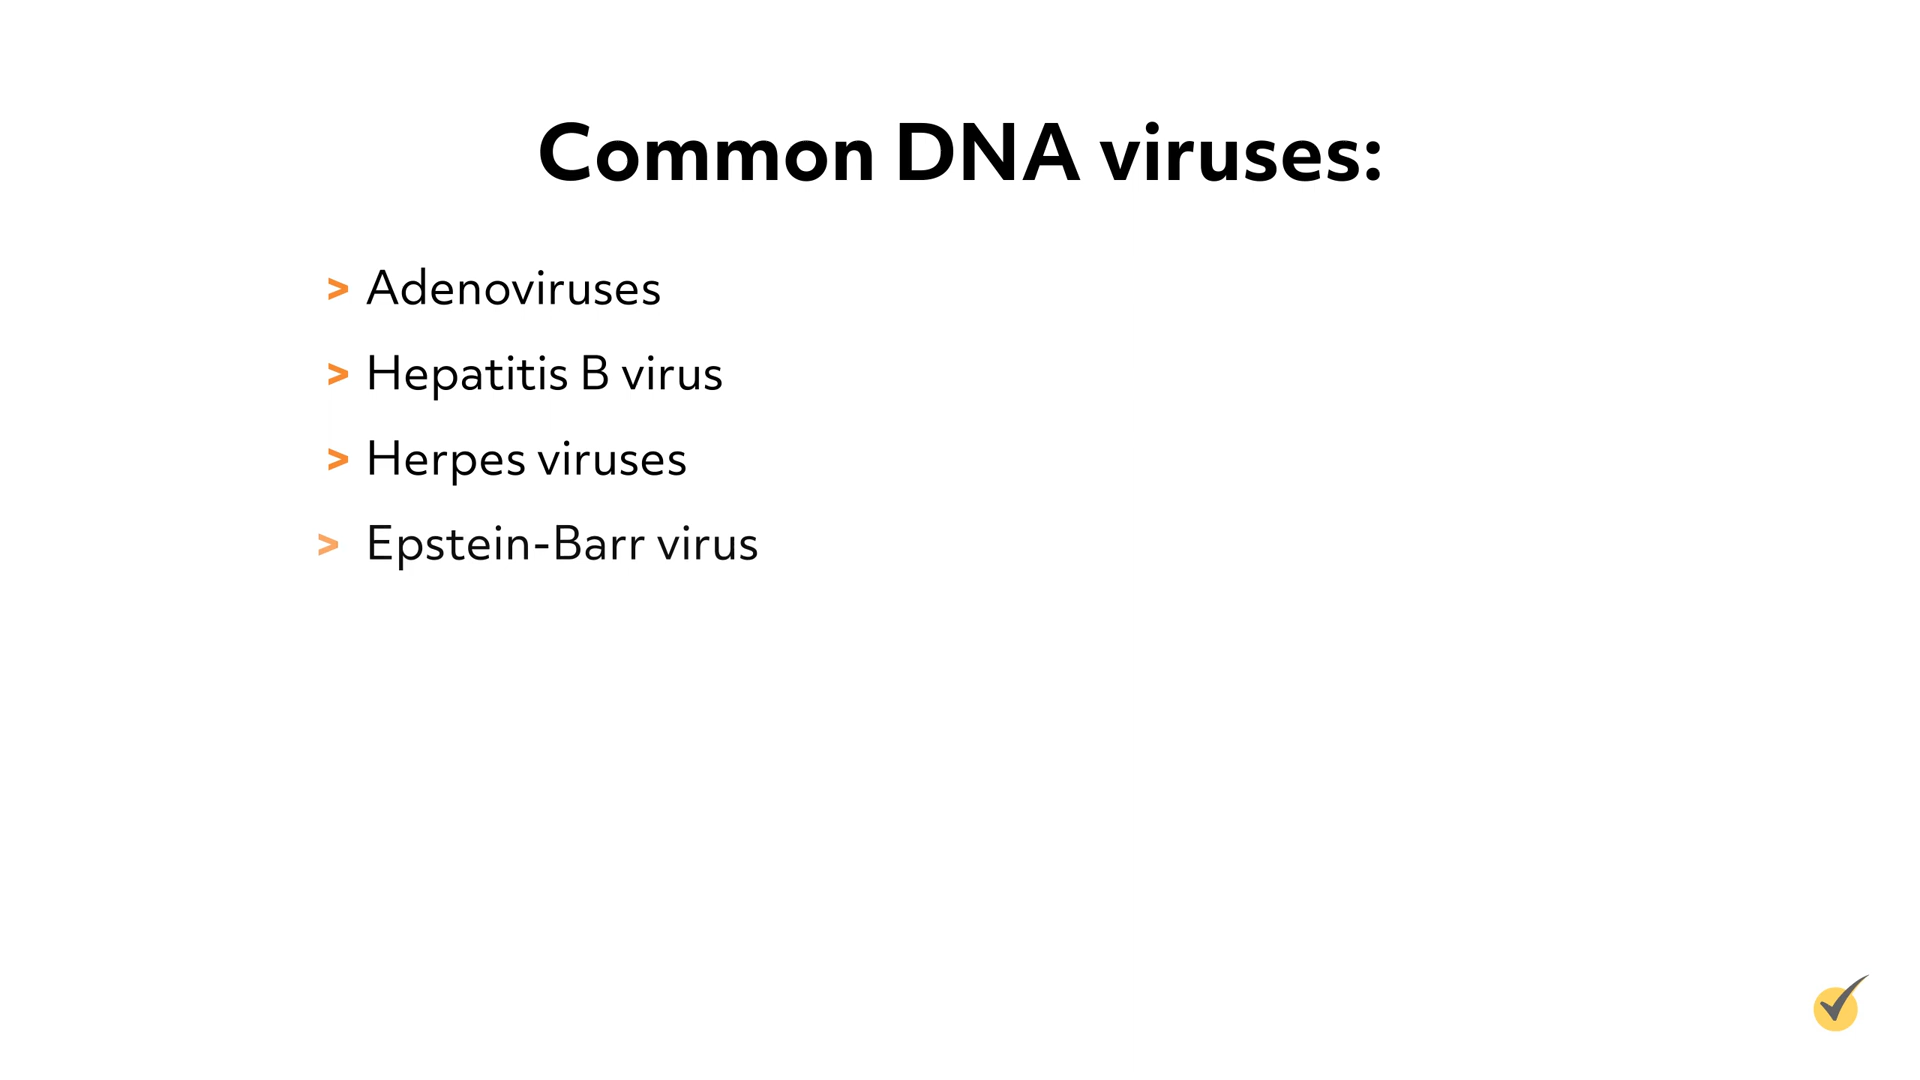 Common DNA viruses:
> Adenoviruses
> Hepatitis B virus
> Herpes viruses
> Epstein-Barr virus